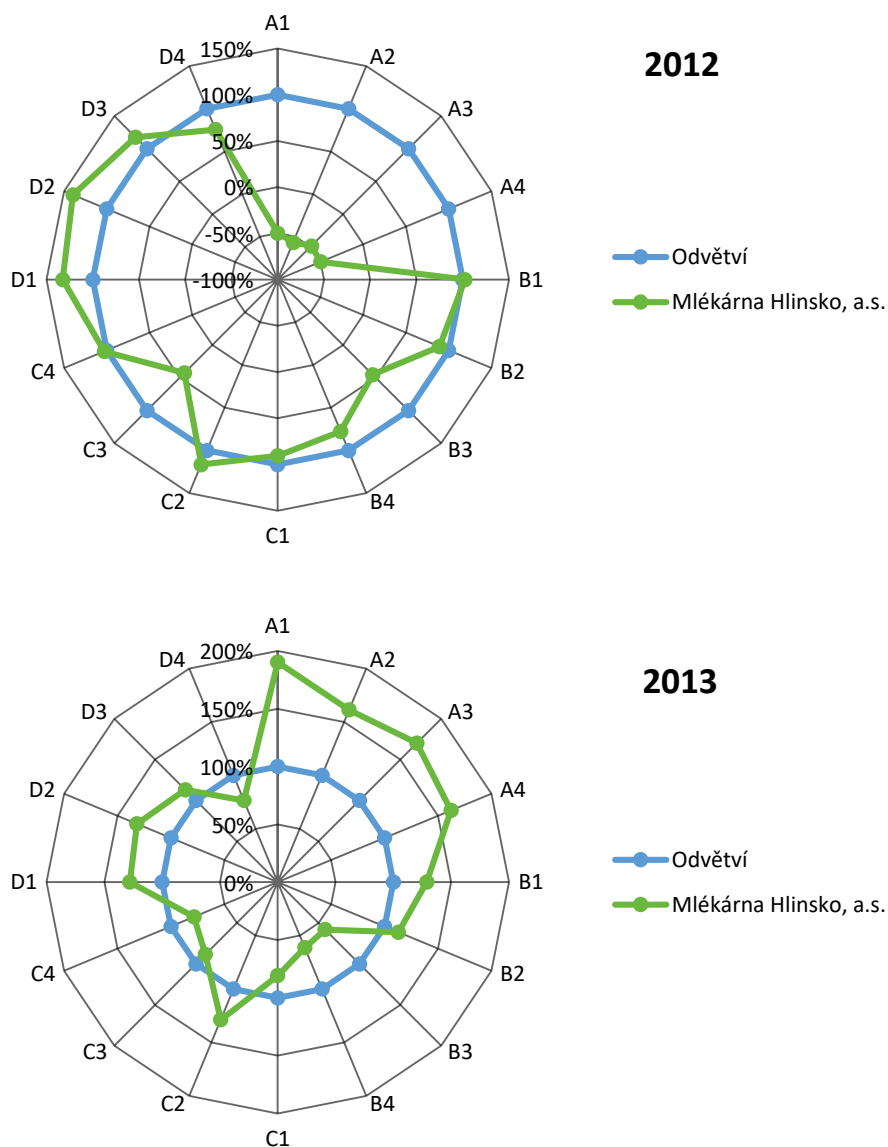 A1
150%
D4
A2
2012
100%
D3
A3
50%
D2
A4
0%
-50%
Odvětví
D1
-100%
B1
Mlékárna Hlinsko, a.s.
C4
B2
C3
B3
C2
B4
C1
A1
200%
D4
A2
2013
150%
D3
A3
100%
D2
A4
50%
Odvětví
D1
0%
B1
Mlékárna Hlinsko, a.s.
C4
B2
C3
B3
C2
B4
C1